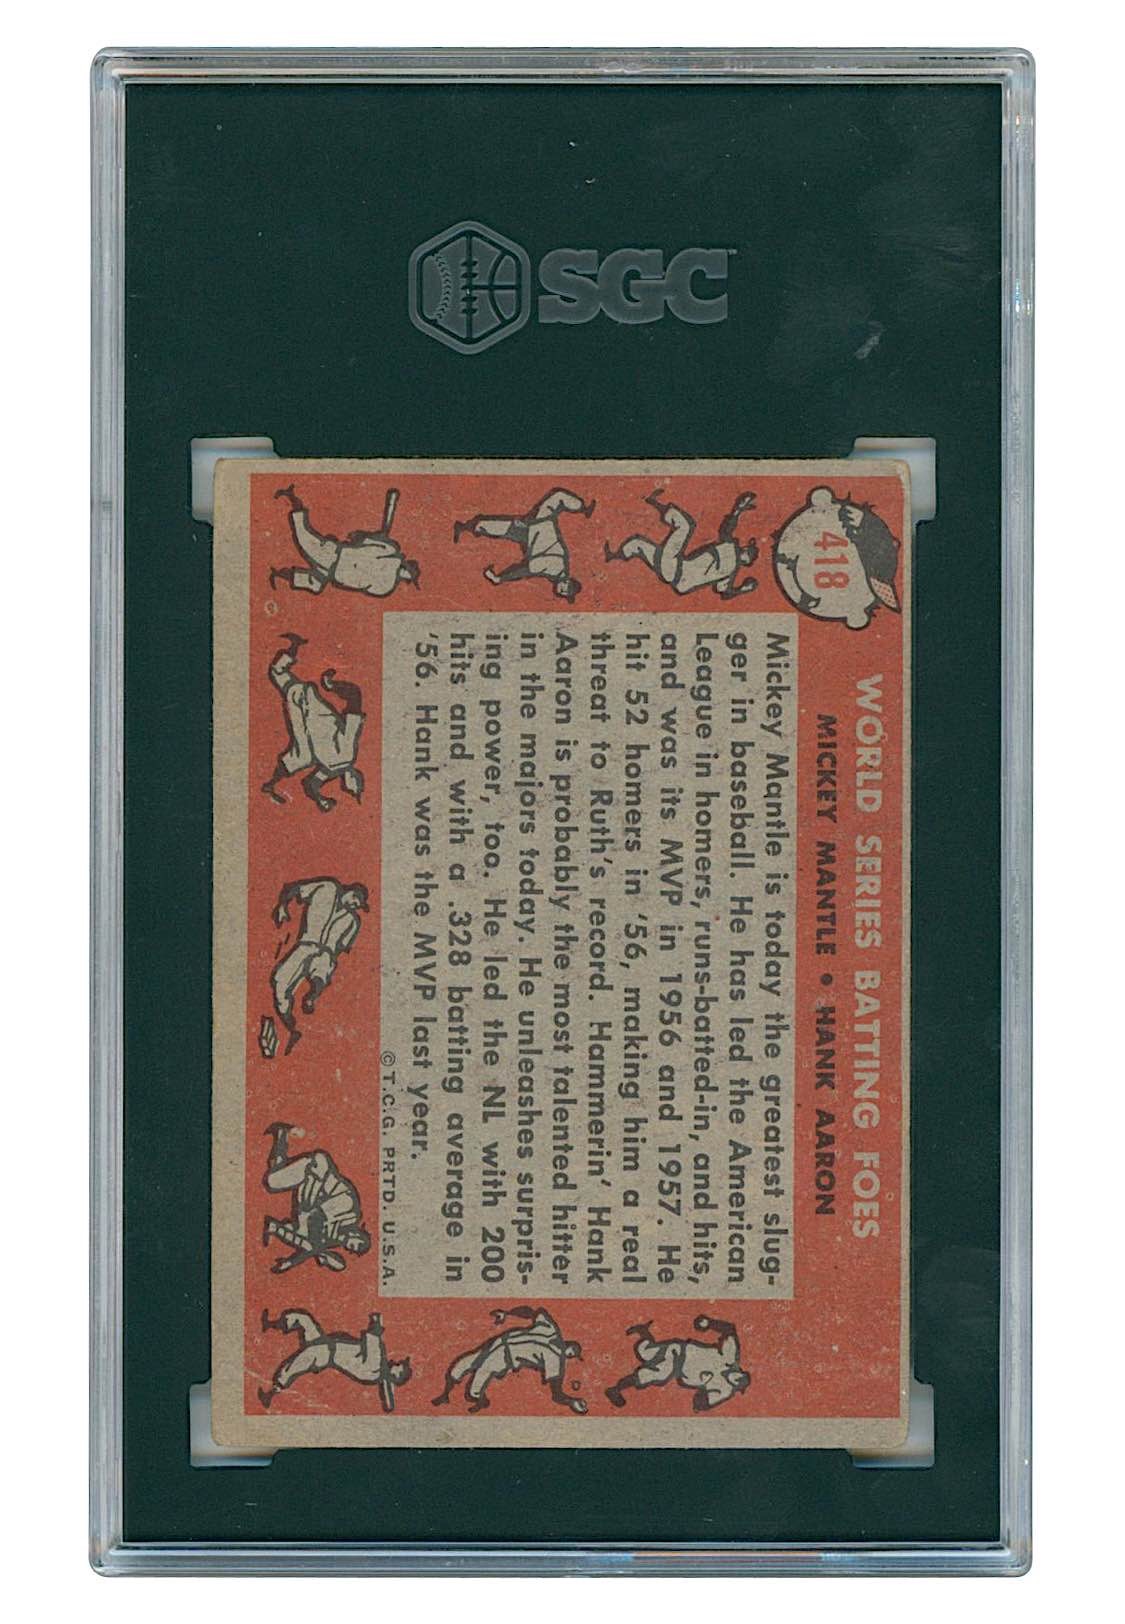 SGC
418
WORLD SERIES BATTING FOES
MICKEY MANTLE • HANK AARON
Mickey Mantle is today the greatest slug-
ger in baseball. He has led the American
League in homers, runs-batted-in, and hits,
and was its MVP in 1956 and 1957. He
hit 52 homers in '56, making him a real
threat to Ruth's record. Hammerin' Hank
Aaron is probably the most talented hitter
in the majors today. He unleashes surpris-
ing power, too. He led the NL with 200
hits and with a .328 batting average in
'56. Hank was the MVP last year.
© T.C.G. PRTD. U.S.A.